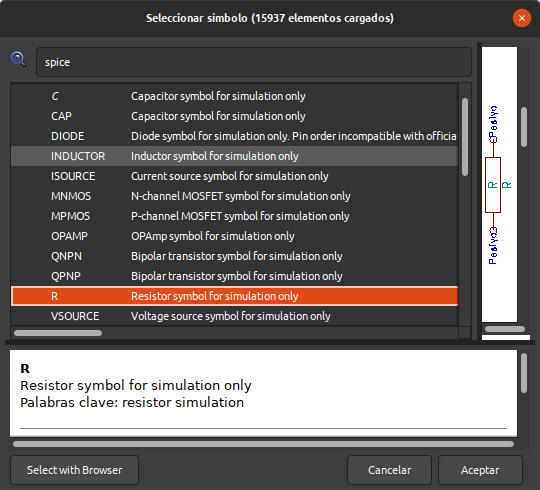 Seleccionar símbolo (15937 elementos cargados)
spice
C Capacitor symbol for simulation only
CAP Capacitor symbol for simulation only
DIODE Diode symbol for simulation only. Pin order incompatible with officia
INDUCTOR Inductor symbol for simulation only
ISOURCE Current source symbol for simulation only
MNMOS N-channel MOSFET symbol for simulation only
MPMOS P-channel MOSFET symbol for simulation only
OPAMP OPAmp symbol for simulation only
QNPN Bipolar transistor symbol for simulation only
QPNP Bipolar transistor symbol for simulation only
R Resistor symbol for simulation only
VSOURCE Voltage source symbol for simulation only
R
R
R
Resistor symbol for simulation only
Palabras clave: resistor simulation
Select with Browser
Cancelar
Aceptar